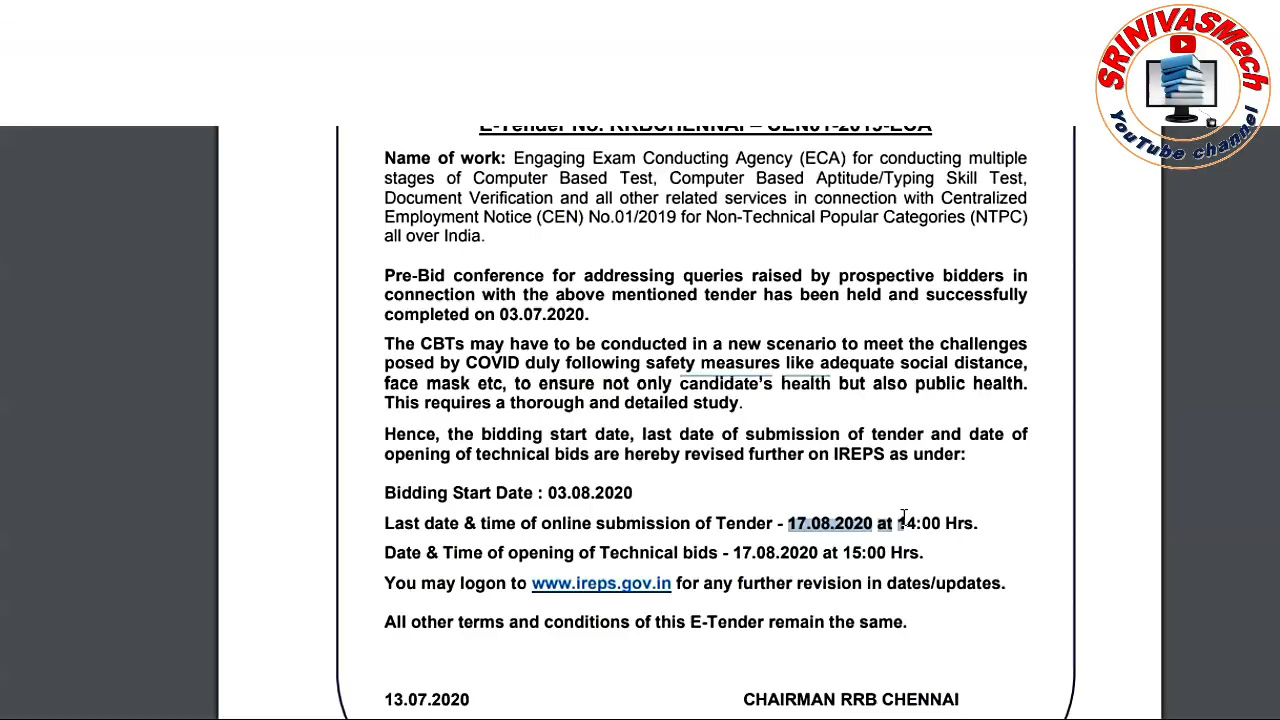 SRINIVASMech
YouTube channel
E-Tender No. RRBCHENNAI – CEN01-2019-ECA
Name of work: Engaging Exam Conducting Agency (ECA) for conducting multiple
stages of Computer Based Test, Computer Based Aptitude/Typing Skill Test,
Document Verification and all other related services in connection with Centralized
Employment Notice (CEN) No.01/2019 for Non-Technical Popular Categories (NTPC)
all over India.
Pre-Bid conference for addressing queries raised by prospective bidders in
connection with the above mentioned tender has been held and successfully
completed on 03.07.2020.
The CBTs may have to be conducted in a new scenario to meet the challenges
posed by COVID duly following safety measures like adequate social distance,
face mask etc, to ensure not only candidate's health but also public health.
This requires a thorough and detailed study.
Hence, the bidding start date, last date of submission of tender and date of
opening of technical bids are hereby revised further on IREPS as under:
Bidding Start Date : 03.08.2020
Last date & time of online submission of Tender - 17.08.2020 at 14:00 Hrs.
Date & Time of opening of Technical bids - 17.08.2020 at 15:00 Hrs.
You may logon to www.ireps.gov.in for any further revision in dates/updates.
All other terms and conditions of this E-Tender remain the same.
13.07.2020 CHAIRMAN RRB CHENNAI